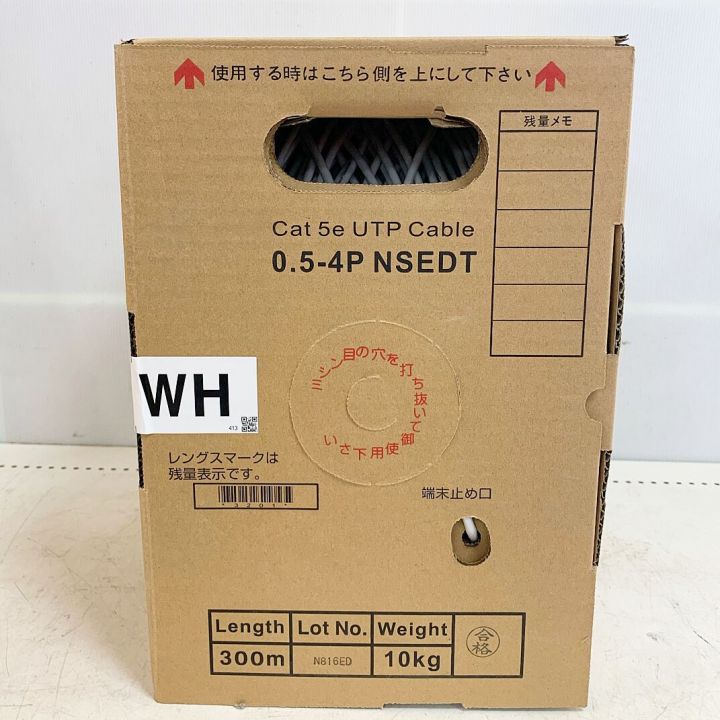 使用する時はこちら側を上にして下さい
残量メモ
Cat 5e UTP Cable
0.5-4P NSEDT
ミシン目の穴を打ち抜いて御使用下さい
WH
413
レングスマークは
残量表示です。
*3201*
端末止め口
Length Lot No. Weight
300m N816ED 10kg
合格